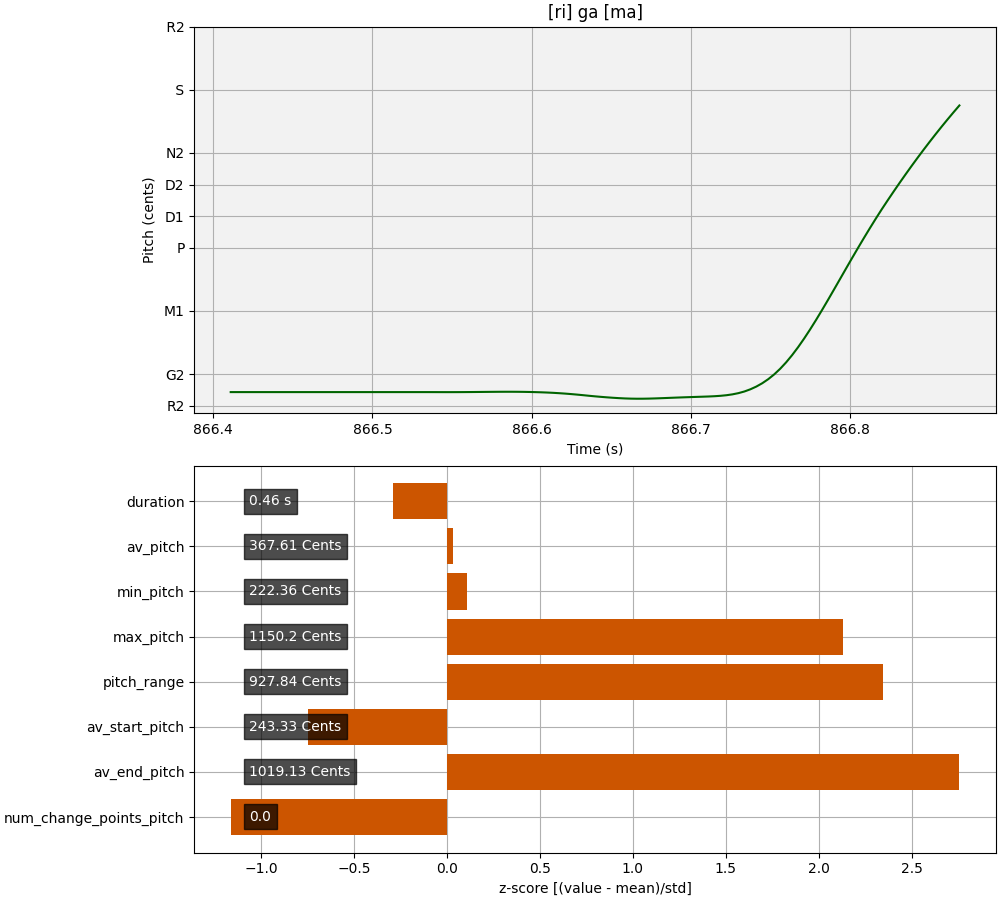 [ri] ga [ma]
R2
S
N2
D2
D1
P
M1
G2
R2
Pitch (cents)
866.4 866.5 866.6 866.7 866.8
Time (s)
duration 0.46 s
av_pitch 367.61 Cents
min_pitch 222.36 Cents
max_pitch 1150.2 Cents
pitch_range 927.84 Cents
av_start_pitch 243.33 Cents
av_end_pitch 1019.13 Cents
num_change_points_pitch 0.0
−1.0 −0.5 0.0 0.5 1.0 1.5 2.0 2.5
z-score [(value - mean)/std]